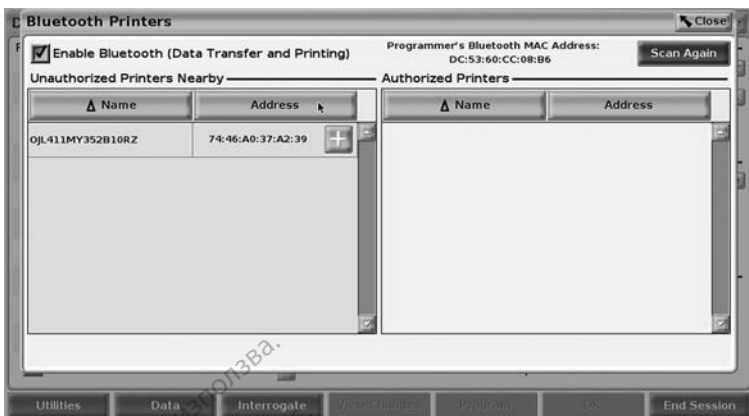 Bluetooth Printers
Close
Enable Bluetooth (Data Transfer and Printing)
Programmer's Bluetooth MAC Address:
DC:53:60:CC:08:B6
Scan Again
Unauthorized Printers Nearby
Authorized Printers
Δ Name
Address
Δ Name
Address
OJL411MY352B10RZ
74:46:A0:37:A2:39
Utilities
Data
Interrogate
View Changes
Program
End Session